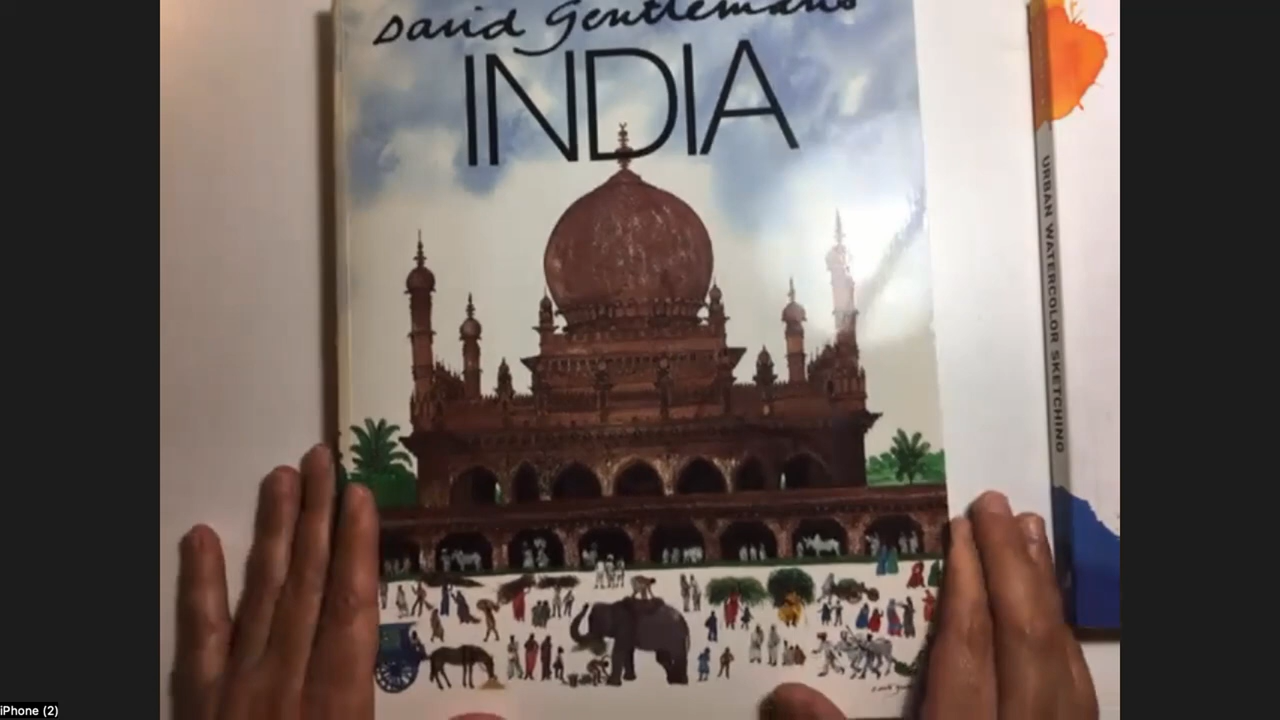 David Gentleman's
INDIA
URBAN WATERCOLOR SKETCHING
iPhone (2)